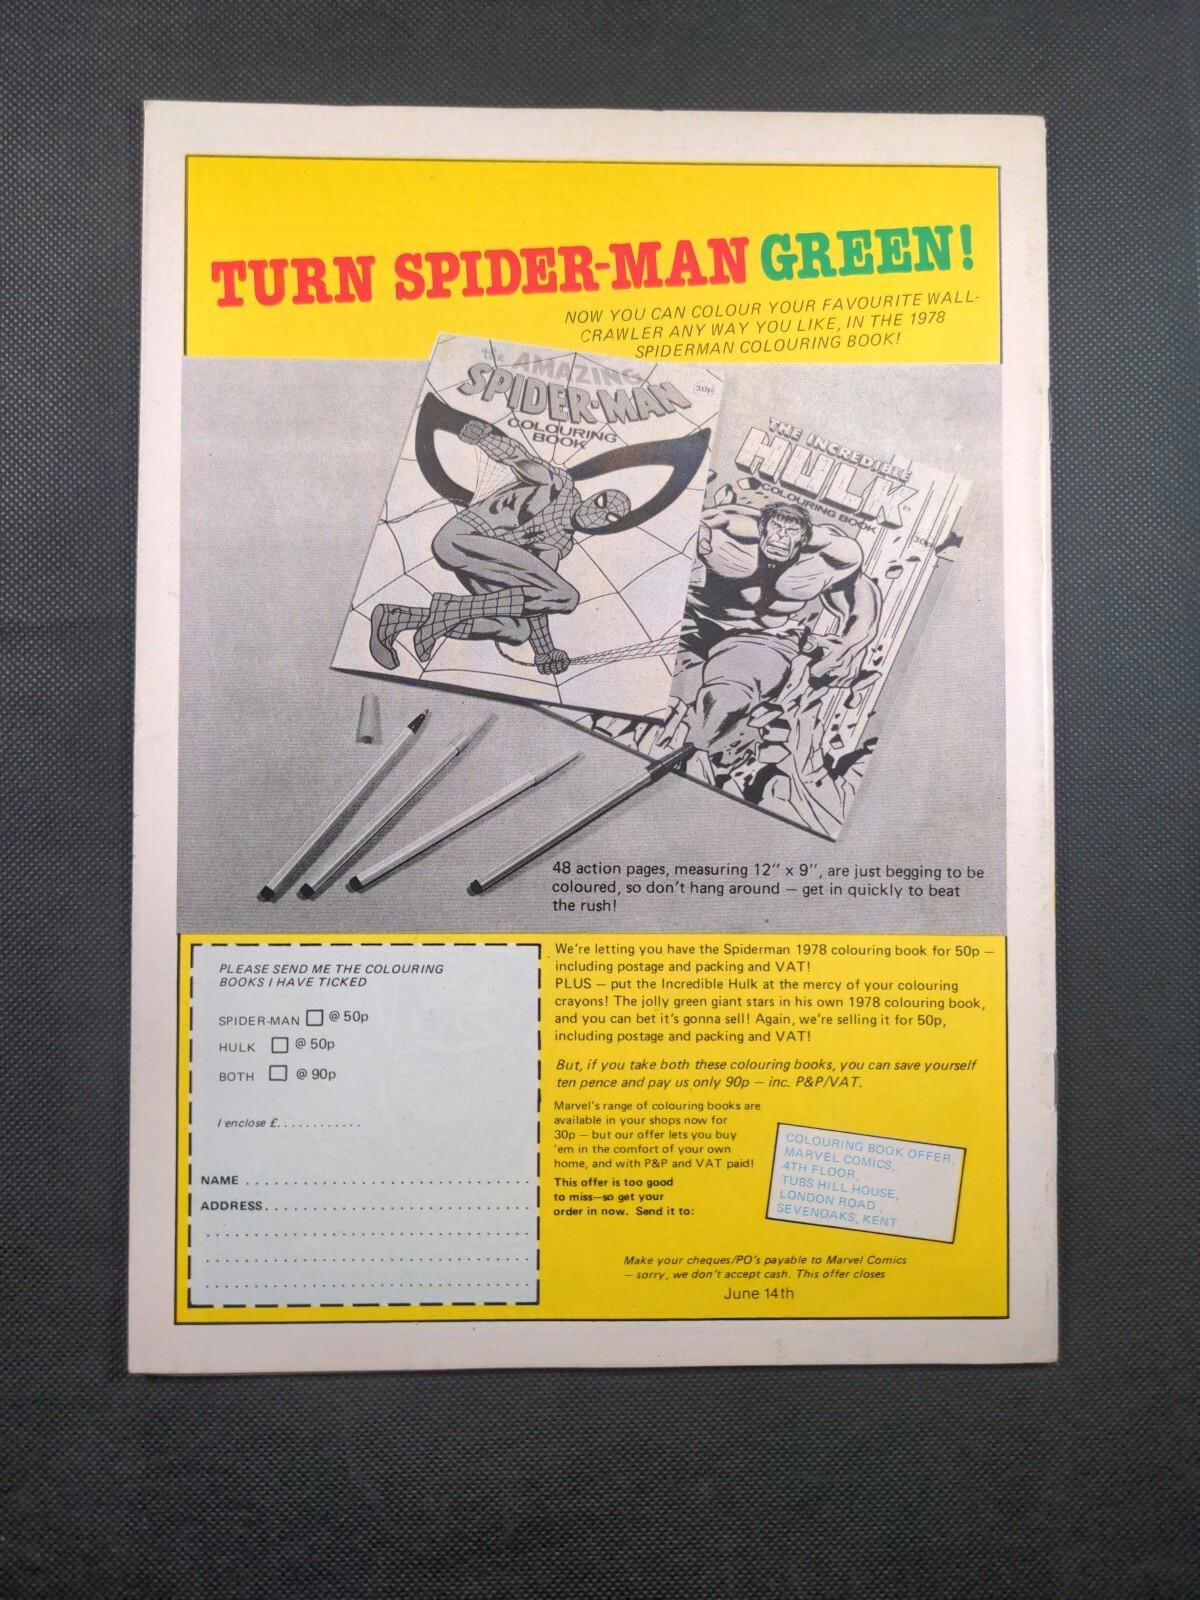 TURN SPIDER-MAN GREEN!
NOW YOU CAN COLOUR YOUR FAVOURITE WALL-
CRAWLER ANY WAY YOU LIKE, IN THE 1978
SPIDERMAN COLOURING BOOK!
the AMAZING
SPIDER-MAN
COLOURING
BOOK
30p
THE INCREDIBLE
HULK
COLOURING BOOK
30p
48 action pages, measuring 12″ x 9″, are just begging to be
coloured, so don't hang around — get in quickly to beat
the rush!
PLEASE SEND ME THE COLOURING
BOOKS I HAVE TICKED
SPIDER-MAN @ 50p
HULK @ 50p
BOTH @ 90p
I enclose £. . . . . . . . . . . .
NAME
ADDRESS
We're letting you have the Spiderman 1978 colouring book for 50p —
including postage and packing and VAT!
PLUS — put the Incredible Hulk at the mercy of your colouring
crayons! The jolly green giant stars in his own 1978 colouring book,
and you can bet it's gonna sell! Again, we're selling it for 50p,
including postage and packing and VAT!
But, if you take both these colouring books, you can save yourself
ten pence and pay us only 90p — inc. P&P/VAT.
Marvel's range of colouring books are
available in your shops now for
30p — but our offer lets you buy
'em in the comfort of your own
home, and with P&P and VAT paid!
This offer is too good
to miss—so get your
order in now. Send it to:
COLOURING BOOK OFFER,
MARVEL COMICS,
4TH FLOOR,
TUBS HILL HOUSE,
LONDON ROAD,
SEVENOAKS, KENT
Make your cheques/PO's payable to Marvel Comics
— sorry, we don't accept cash. This offer closes
June 14th